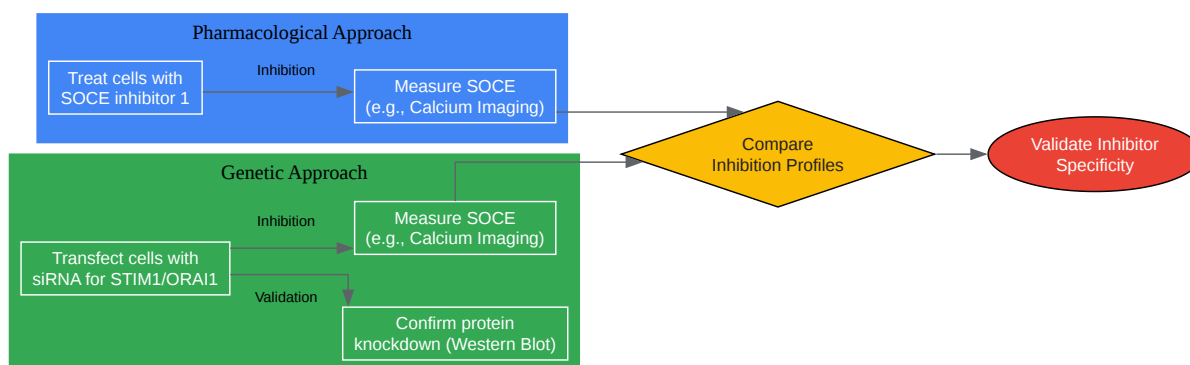 Pharmacological Approach
Treat cells with
SOCE inhibitor 1
Inhibition
Measure SOCE
(e.g., Calcium Imaging)
Genetic Approach
Transfect cells with
siRNA for STIM1/ORAI1
Inhibition
Measure SOCE
(e.g., Calcium Imaging)
Validation
Confirm protein
knockdown (Western Blot)
Compare
Inhibition Profiles
Validate Inhibitor
Specificity